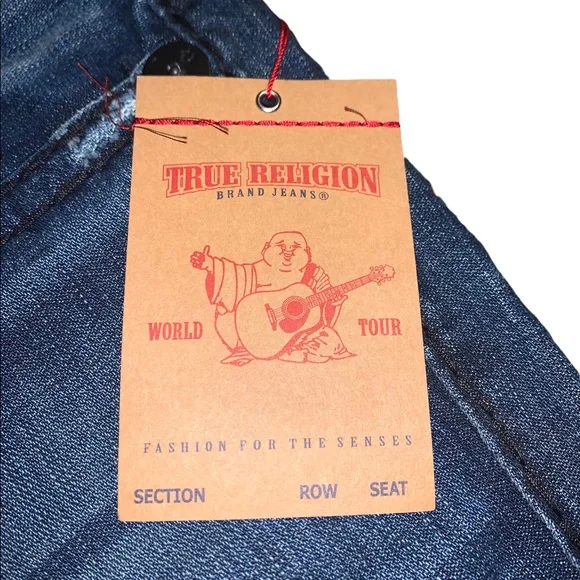 TRUE RELIGION
BRAND JEANS®
WORLD TOUR
FASHION FOR THE SENSES
SECTION ROW SEAT